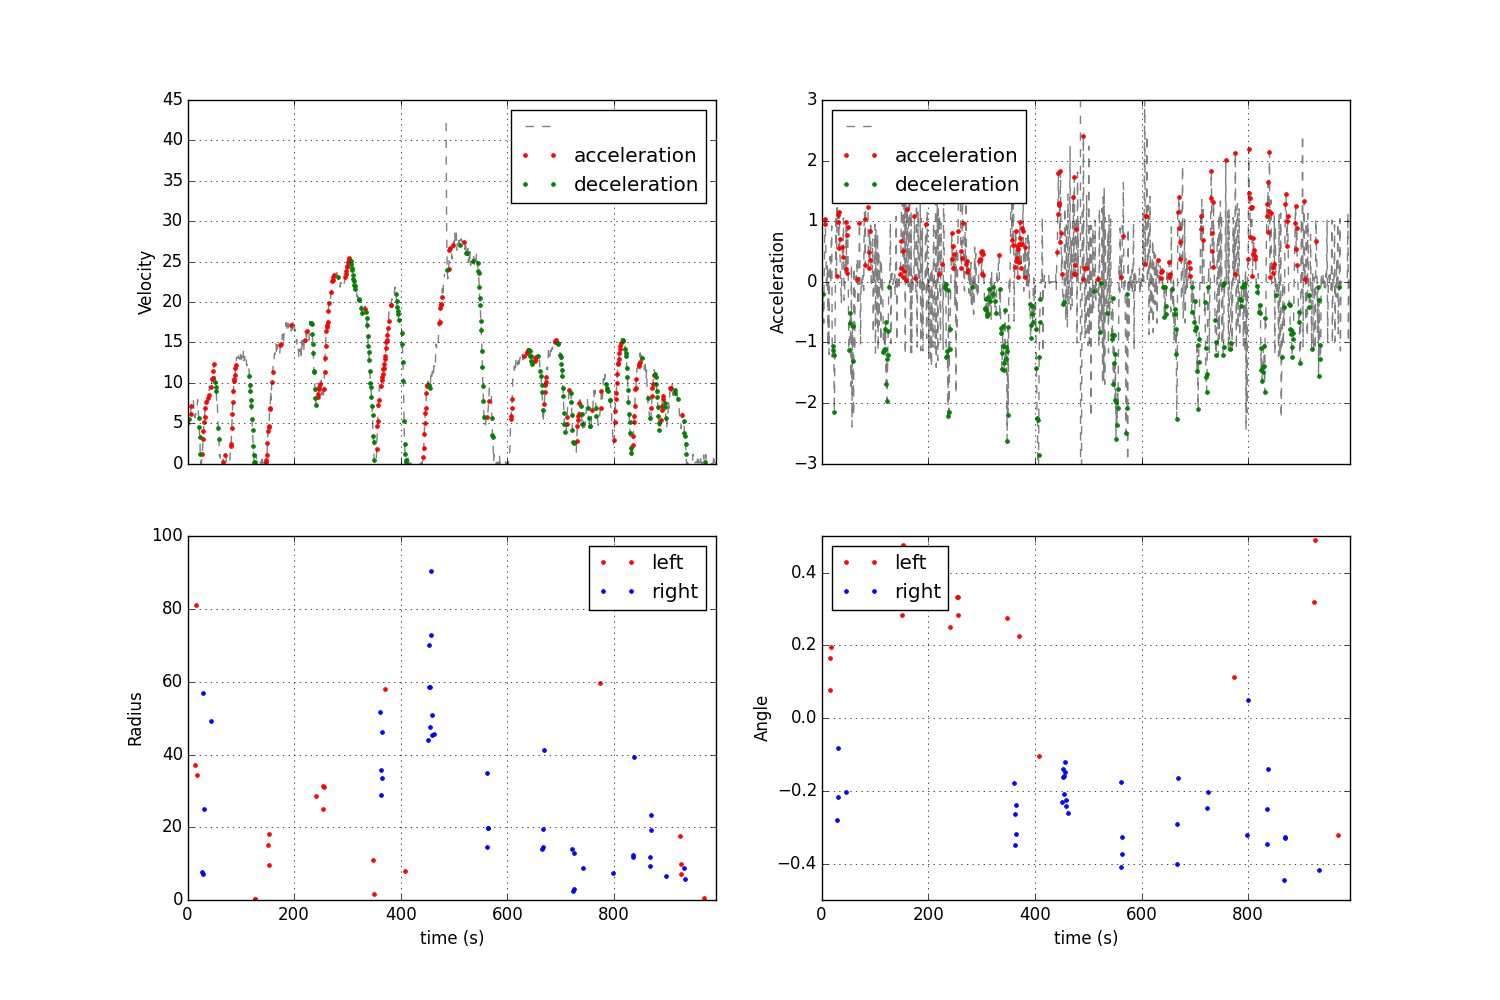 45
40
35
30
25
20
15
10
5
0
Velocity
acceleration
deceleration
3
2
1
0
−1
−2
−3
Acceleration
acceleration
deceleration
100
80
60
40
20
0
Radius
left
right
0 200 400 600 800
time (s)
0.4
0.2
0.0
−0.2
−0.4
Angle
left
right
0 200 400 600 800
time (s)